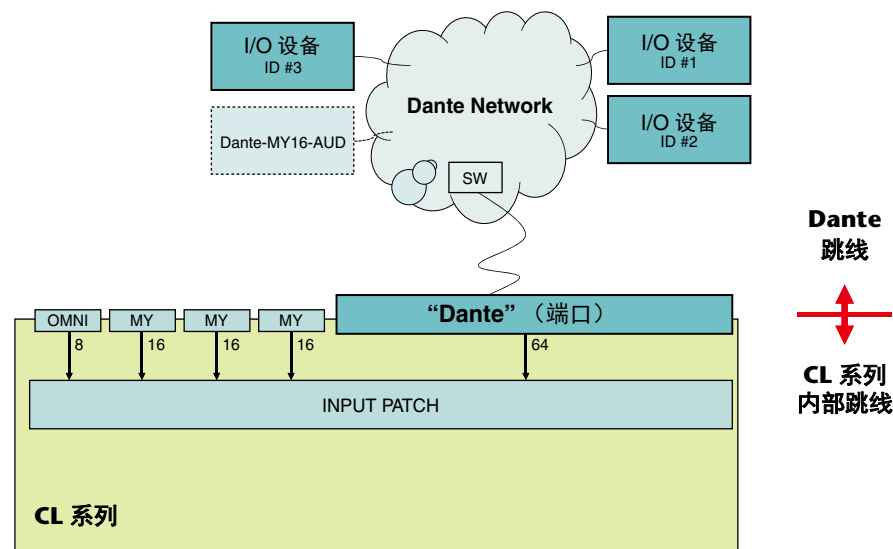 I/O 设备
ID #3
I/O 设备
ID #1
Dante Network
Dante-MY16-AUD
I/O 设备
ID #2
SW
Dante
跳线
OMNI
MY
MY
MY
“Dante”（端口）
8
16
16
16
64
INPUT PATCH
CL 系列
内部跳线
CL 系列